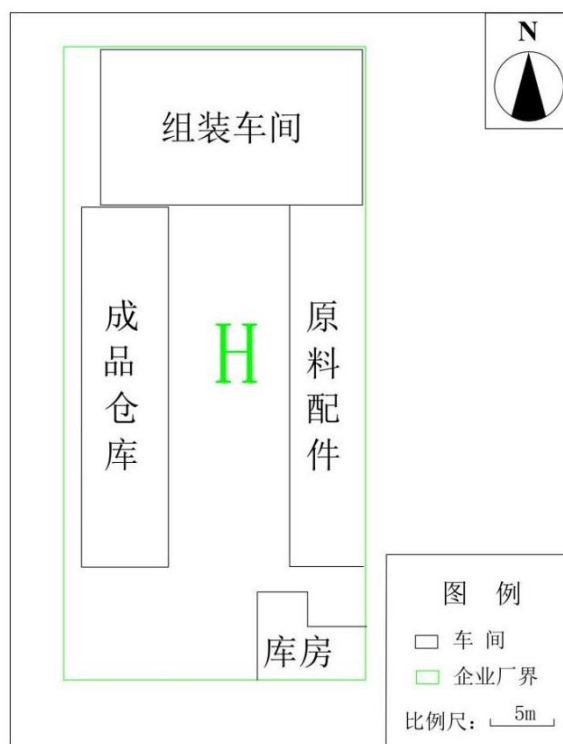 N
组装车间
成品仓库
H
原料配件
库房
图 例
车 间
企业厂界
比例尺： 5m